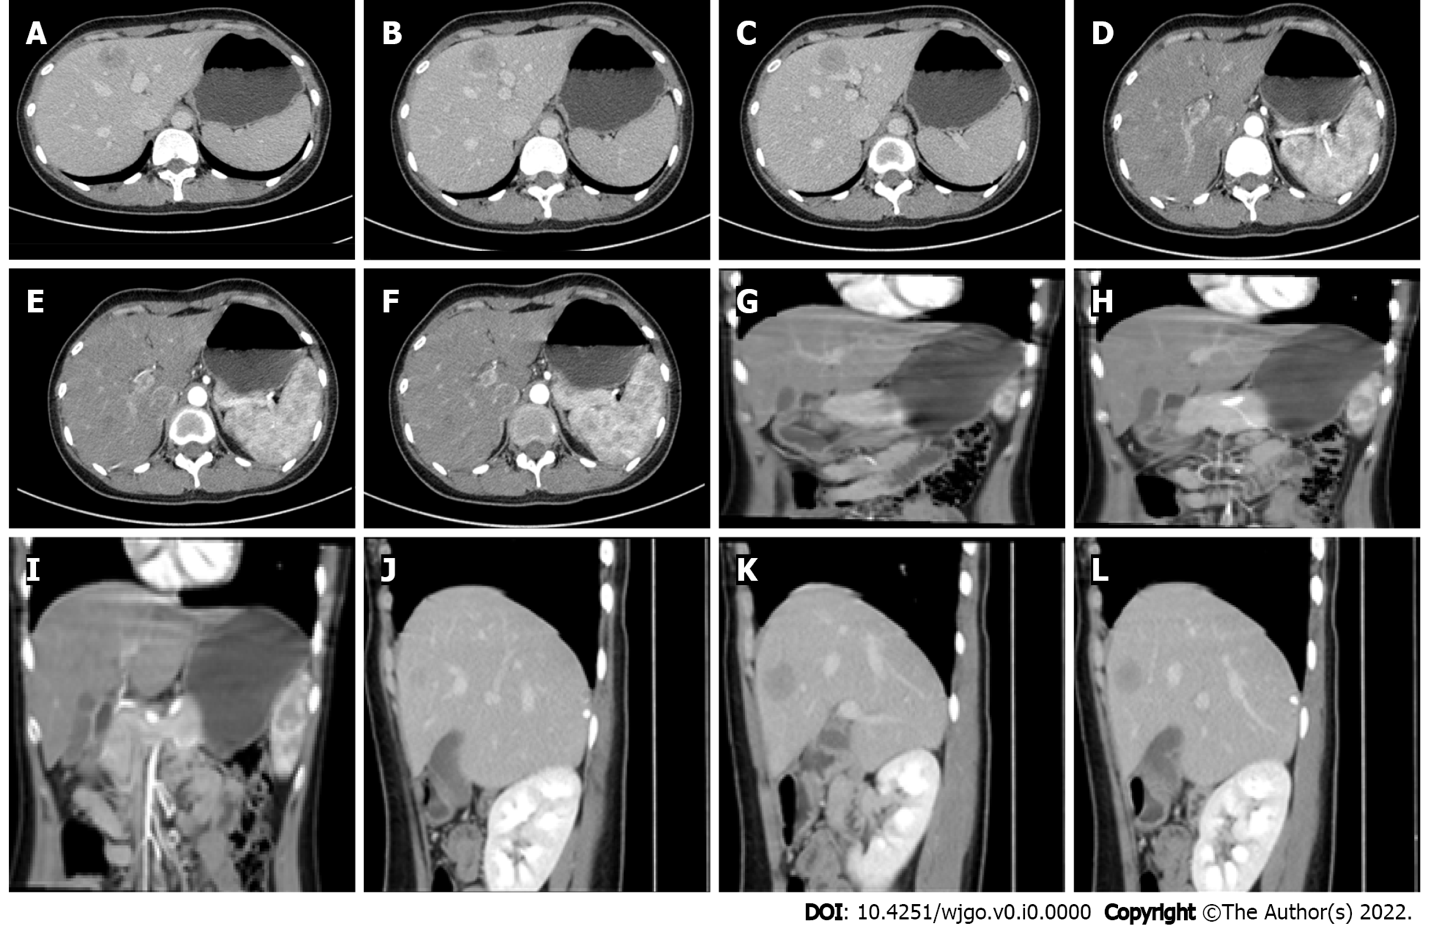 A B C D
E F G H
I J K L
DOI: 10.4251/wjgo.v0.i0.0000 Copyright ©The Author(s) 2022.